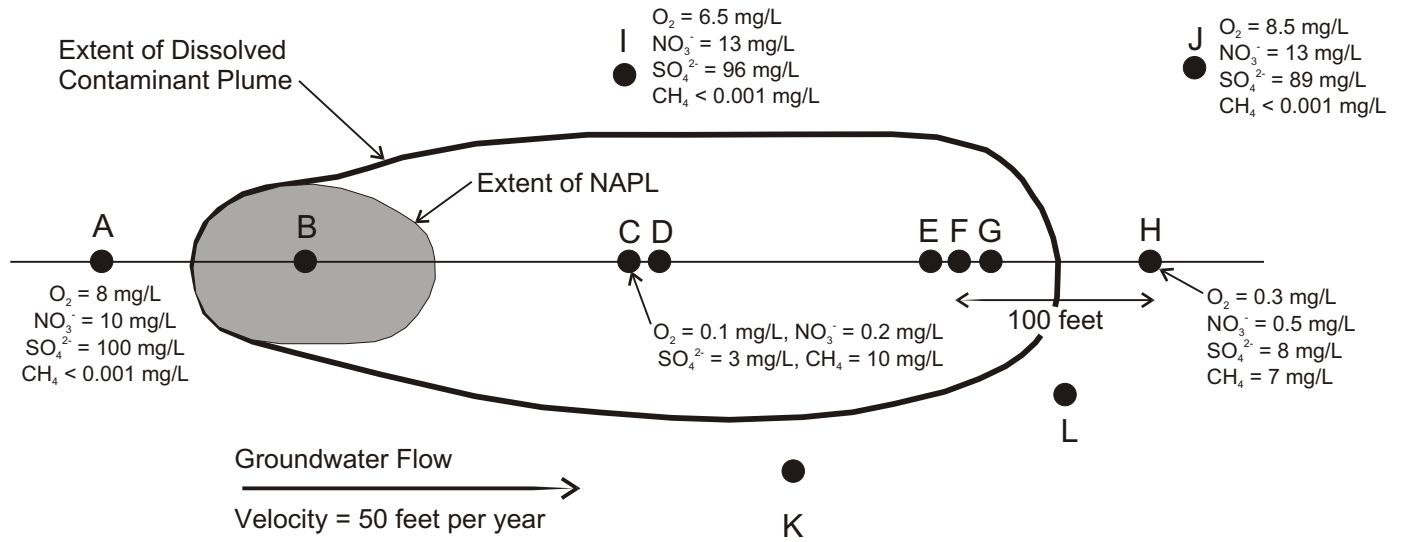 Extent of Dissolved
Contaminant Plume
I
O₂ = 6.5 mg/L
NO₃⁻ = 13 mg/L
SO₄²⁻ = 96 mg/L
CH₄ < 0.001 mg/L
J
O₂ = 8.5 mg/L
NO₃⁻ = 13 mg/L
SO₄²⁻ = 89 mg/L
CH₄ < 0.001 mg/L
Extent of NAPL
A
B
C
D
E
F
G
H
O₂ = 8 mg/L
NO₃⁻ = 10 mg/L
SO₄²⁻ = 100 mg/L
CH₄ < 0.001 mg/L
O₂ = 0.1 mg/L, NO₃⁻ = 0.2 mg/L
SO₄²⁻ = 3 mg/L, CH₄ = 10 mg/L
100 feet
O₂ = 0.3 mg/L
NO₃⁻ = 0.5 mg/L
SO₄²⁻ = 8 mg/L
CH₄ = 7 mg/L
L
K
Groundwater Flow
Velocity = 50 feet per year